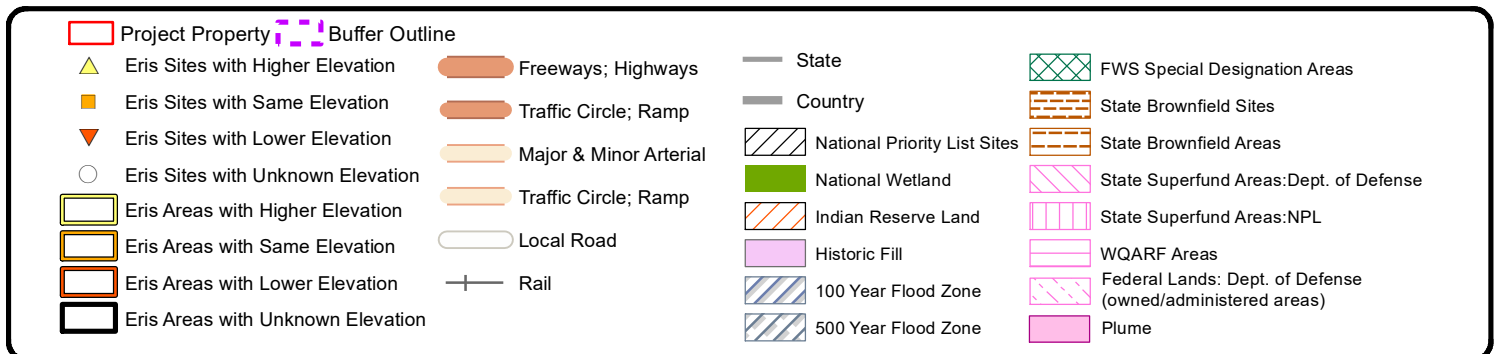 Project Property
Buffer Outline
Eris Sites with Higher Elevation
Eris Sites with Same Elevation
Eris Sites with Lower Elevation
Eris Sites with Unknown Elevation
Eris Areas with Higher Elevation
Eris Areas with Same Elevation
Eris Areas with Lower Elevation
Eris Areas with Unknown Elevation
Freeways; Highways
Traffic Circle; Ramp
Major & Minor Arterial
Traffic Circle; Ramp
Local Road
Rail
State
Country
National Priority List Sites
National Wetland
Indian Reserve Land
Historic Fill
100 Year Flood Zone
500 Year Flood Zone
FWS Special Designation Areas
State Brownfield Sites
State Brownfield Areas
State Superfund Areas:Dept. of Defense
State Superfund Areas:NPL
WQARF Areas
Federal Lands: Dept. of Defense
(owned/administered areas)
Plume